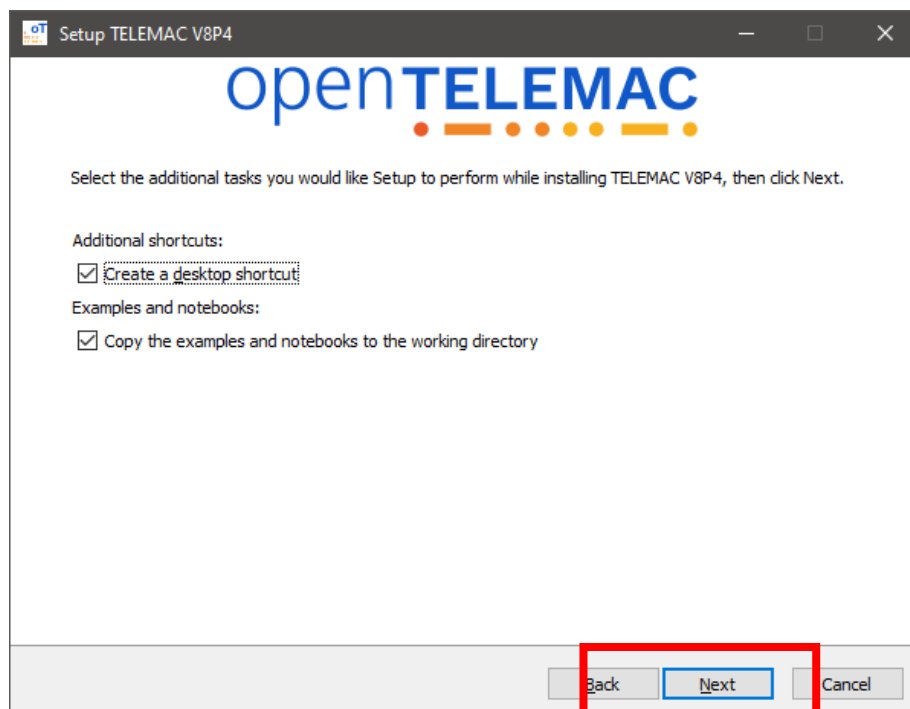 Setup TELEMAC V8P4
openTELEMAC
Select the additional tasks you would like Setup to perform while installing TELEMAC V8P4, then click Next.
Additional shortcuts:
Create a desktop shortcut
Examples and notebooks:
Copy the examples and notebooks to the working directory
Back Next Cancel